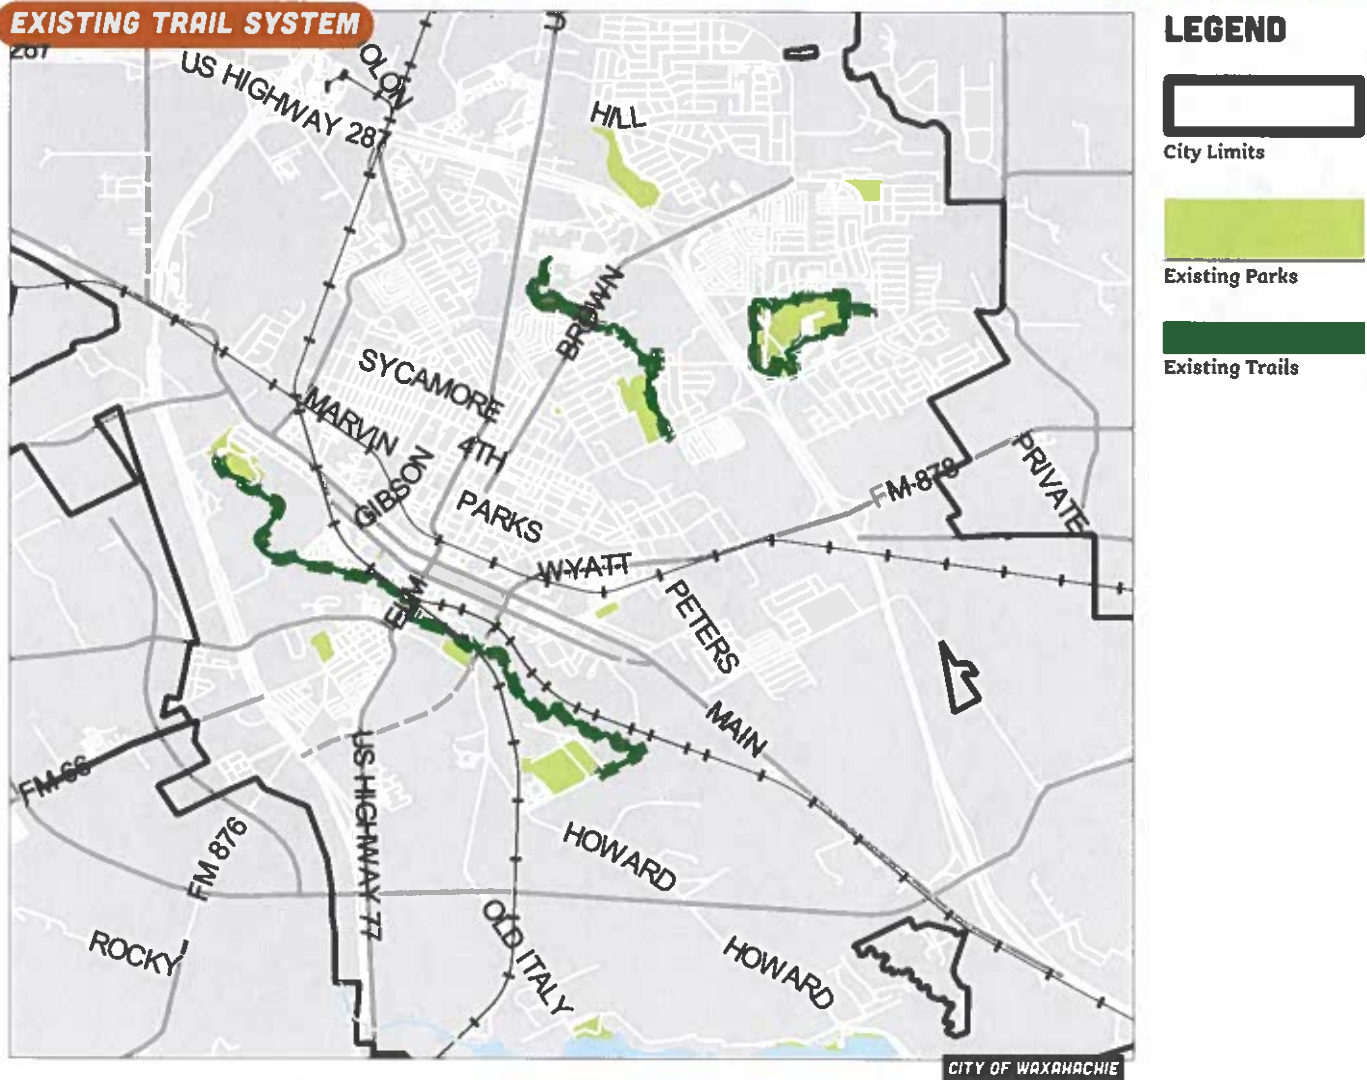 EXISTING TRAIL SYSTEM
LEGEND
City Limits
Existing Parks
Existing Trails
287
OLON
US HIGHWAY 287
HILL
BROWN
SYCAMORE
MARVIN
4TH
GIBSON
PARKS
FM 878
PRIVATE
WYATT
ELM
PETERS
MAIN
FM 66
US HIGHWAY 77
FM 876
HOWARD
ROCKY
OLD ITALY
HOWARD
CITY OF WAXAHACHIE